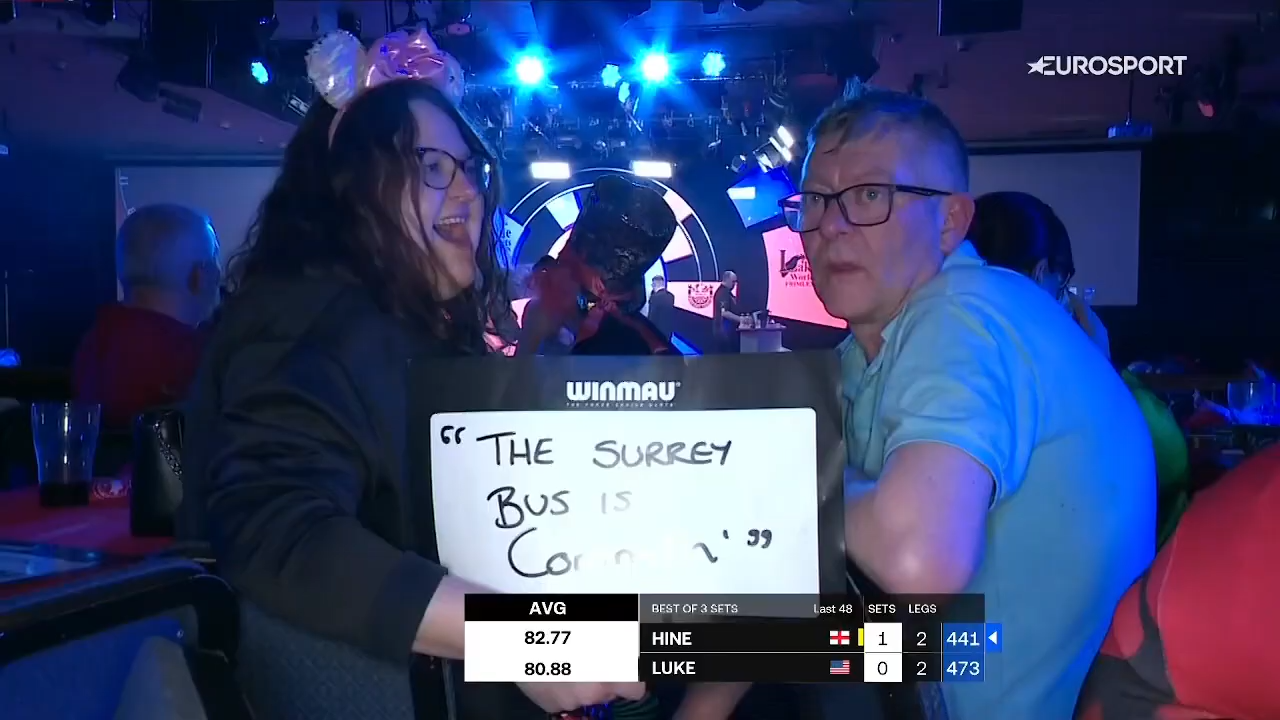 EUROSPORT
WINMAU
“ THE SURREY
BUS IS
AVG
BEST OF 3 SETS Last 48 SETS LEGS
82.77 HINE 1 2 441
80.88 LUKE 0 2 473